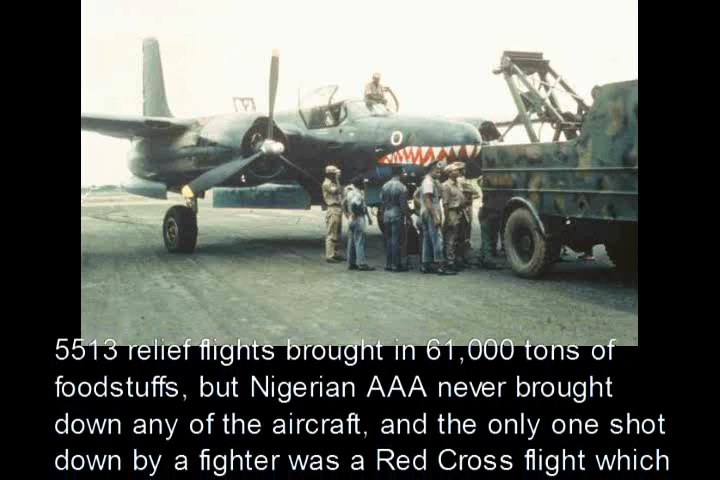 5513 relief flights brought in 61,000 tons of
foodstuffs, but Nigerian AAA never brought
down any of the aircraft, and the only one shot
down by a fighter was a Red Cross flight which